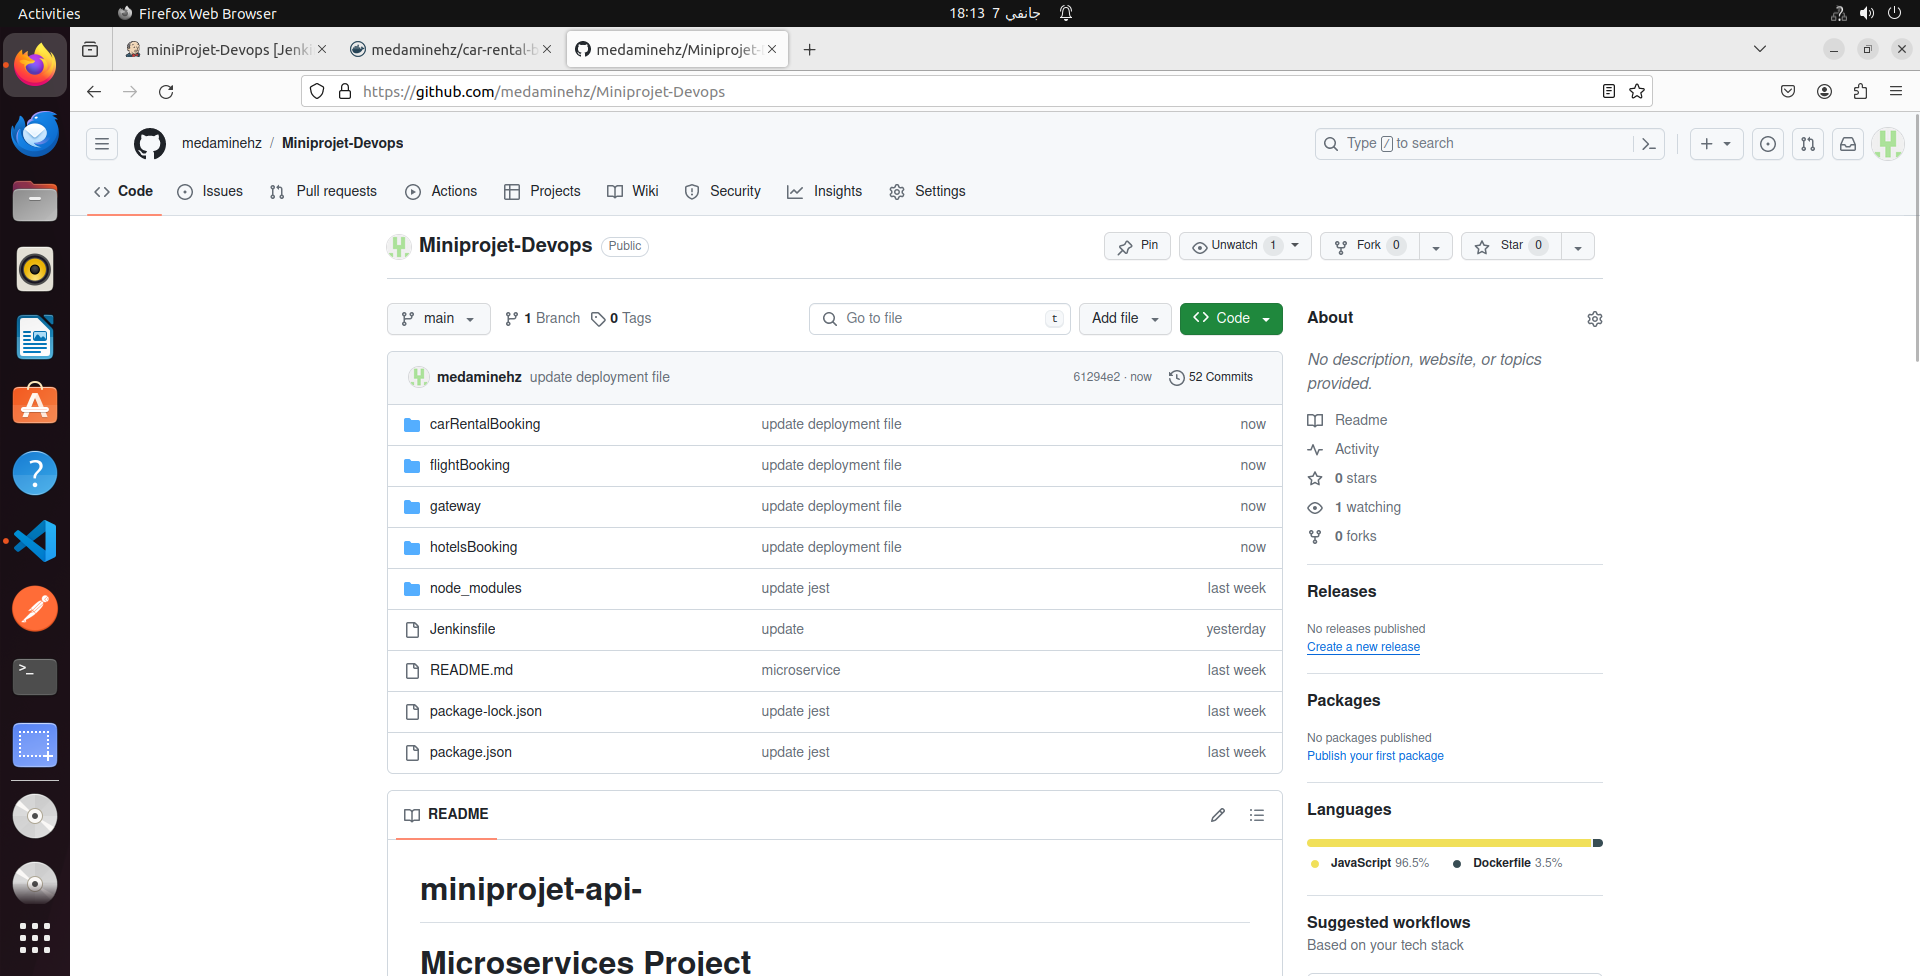 Activities
Firefox Web Browser
18:13 7 جانفي
miniProjet-Devops [Jenki
medaminehz/car-rental-b
medaminehz/Miniprojet-
https://github.com/medaminehz/Miniprojet-Devops
medaminehz / Miniprojet-Devops
Type / to search
Code
Issues
Pull requests
Actions
Projects
Wiki
Security
Insights
Settings
Miniprojet-Devops Public
Pin
Unwatch 1
Fork 0
Star 0
main
1 Branch
0 Tags
Go to file
t
Add file
Code
medaminehz update deployment file
61294e2 · now
52 Commits
carRentalBooking update deployment file now
flightBooking update deployment file now
gateway update deployment file now
hotelsBooking update deployment file now
node_modules update jest last week
Jenkinsfile update yesterday
README.md microservice last week
package-lock.json update jest last week
package.json update jest last week
README
miniprojet-api-
Microservices Project
About
No description, website, or topics
provided.
Readme
Activity
0 stars
1 watching
0 forks
Releases
No releases published
Create a new release
Packages
No packages published
Publish your first package
Languages
JavaScript 96.5%
Dockerfile 3.5%
Suggested workflows
Based on your tech stack